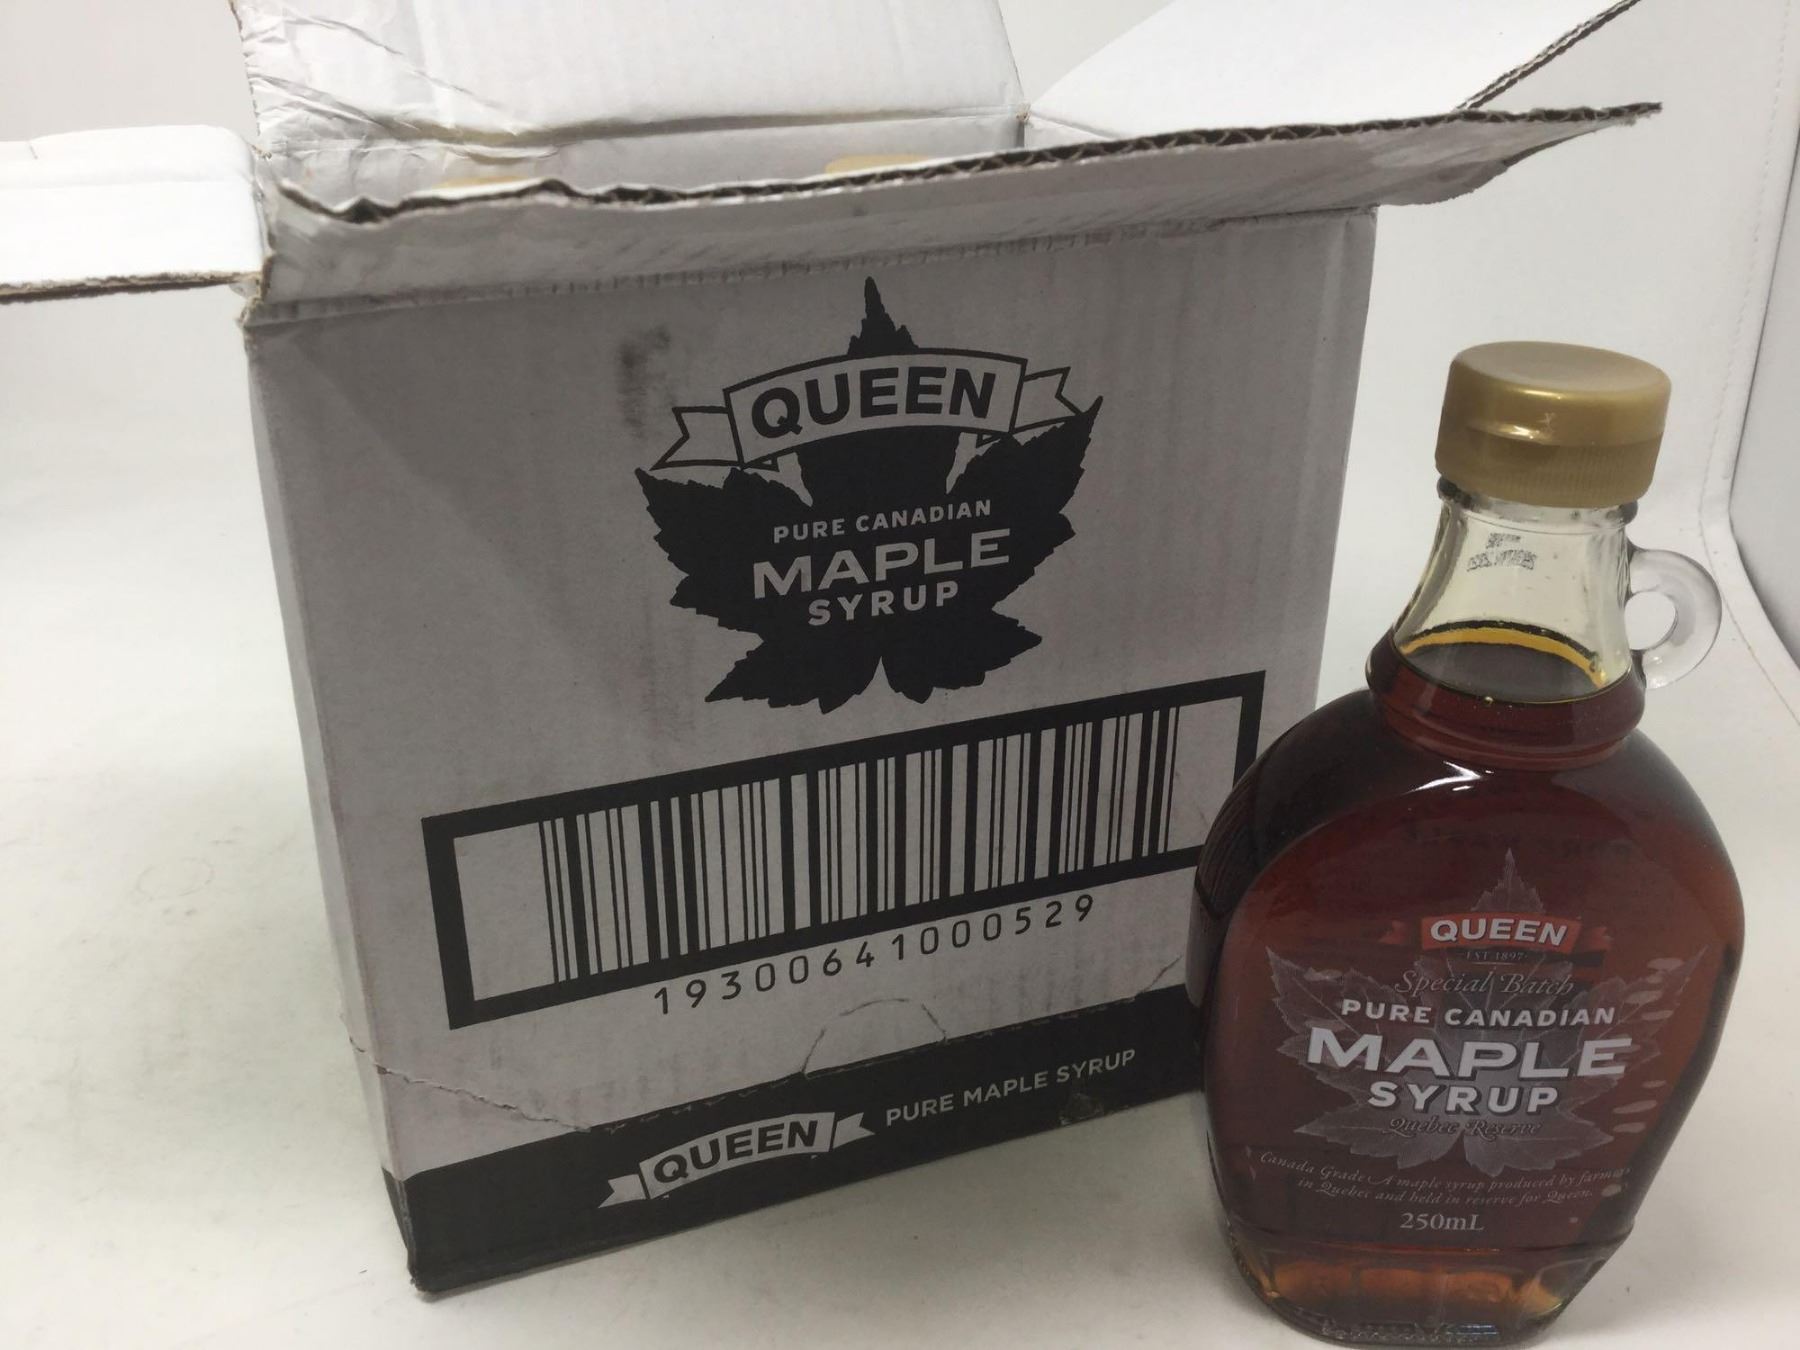 QUEEN
PURE CANADIAN
MAPLE
SYRUP
19300641000529
QUEEN PURE MAPLE SYRUP
QUEEN
EST 1897
Special Batch
PURE CANADIAN
MAPLE
SYRUP
Quebec Reserve
Canada Grade A maple syrup produced by farmers
in Quebec and held in reserve for Queen.
250mL